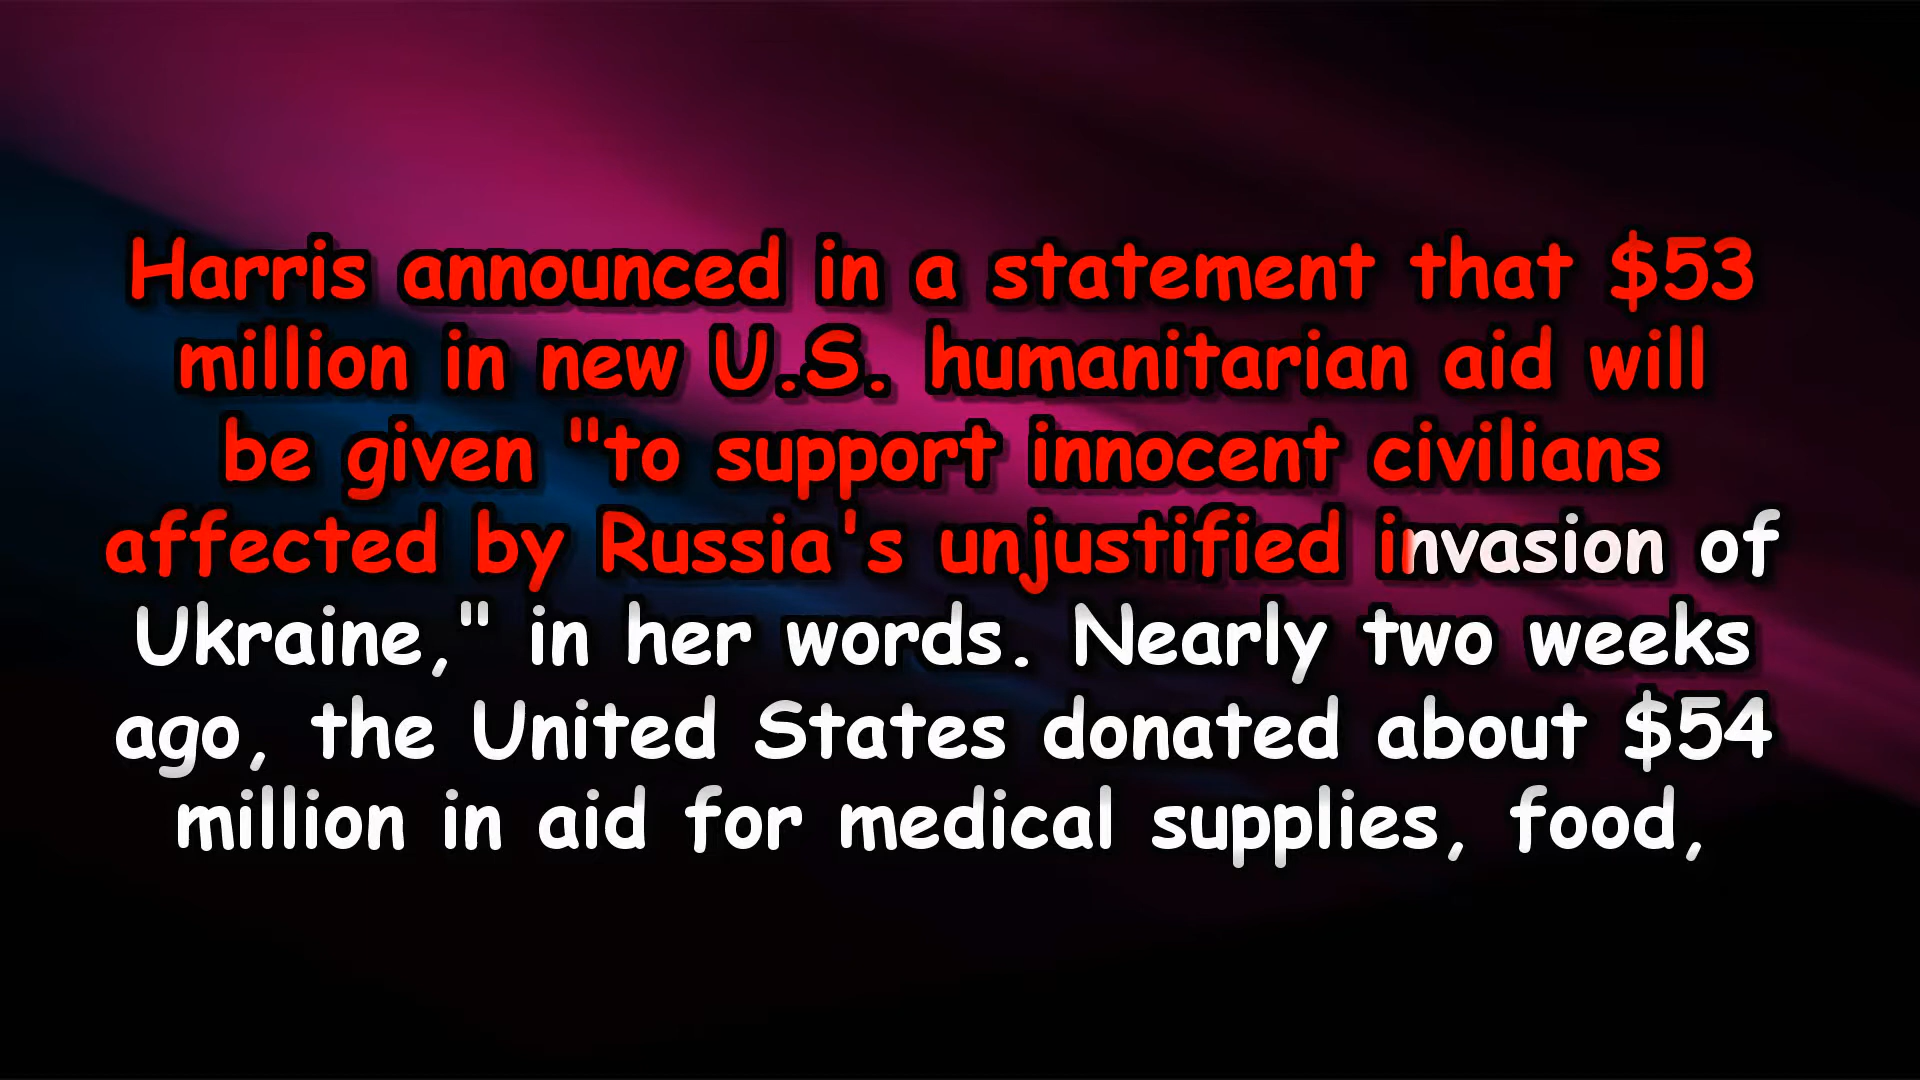 Harris announced in a statement that $53
million in new U.S. humanitarian aid will
be given "to support innocent civilians
affected by Russia's unjustified invasion of
Ukraine," in her words. Nearly two weeks
ago, the United States donated about $54
million in aid for medical supplies, food,